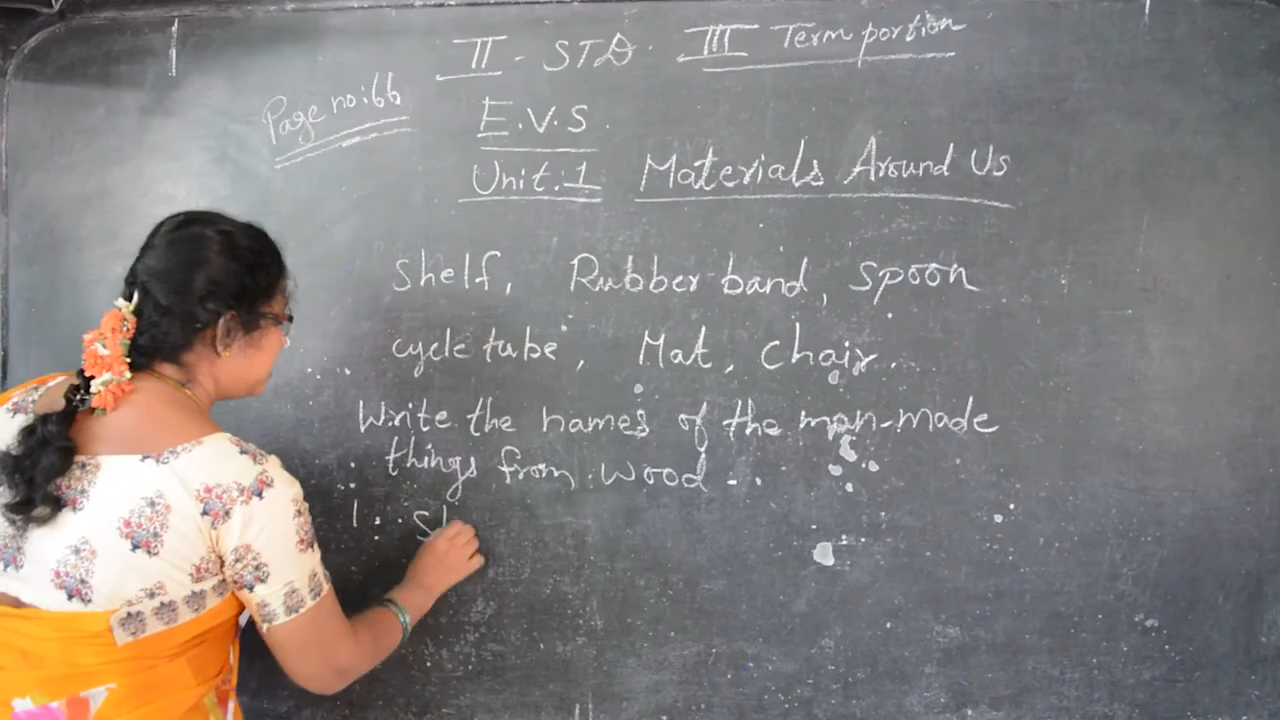 II - STD. III Term portion
Page no:66
E.V.S.
Unit.1 Materials Around Us
Shelf, Rubber band, Spoon
cycle tube, Mat, Chair.
Write the names of the man-made
things from wood.
1. Sh